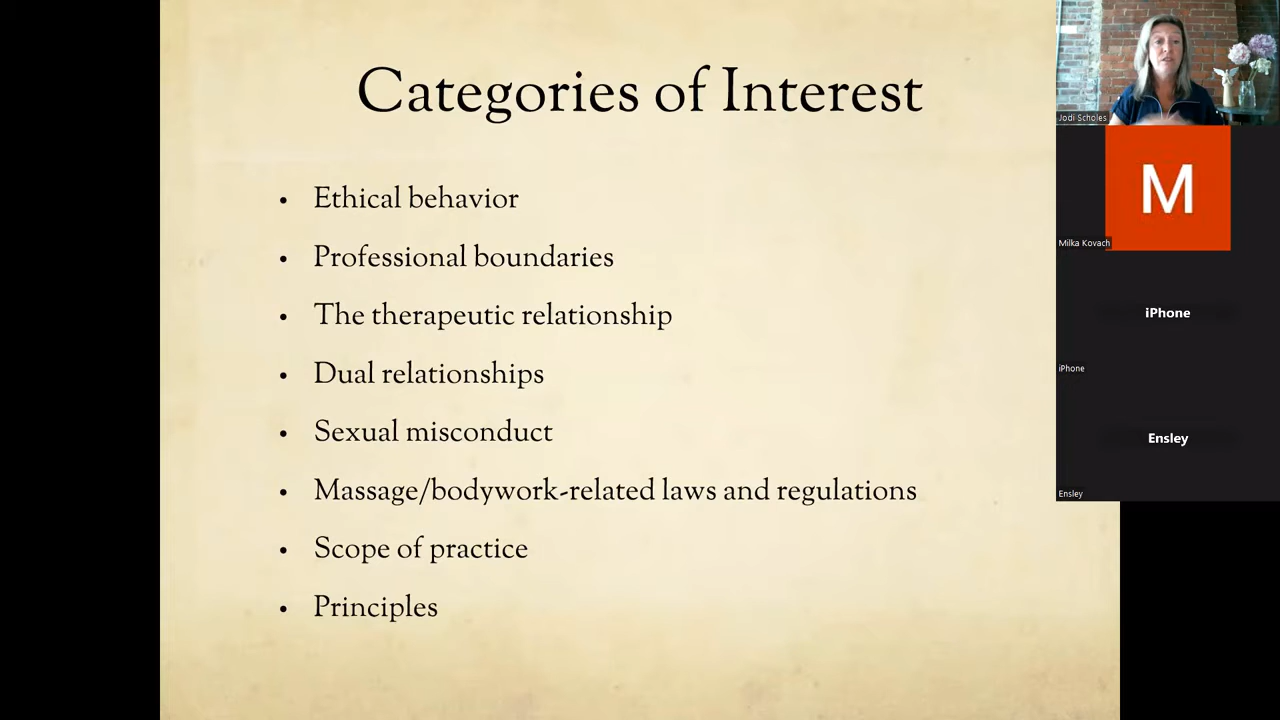 Categories of Interest
• Ethical behavior
• Professional boundaries
• The therapeutic relationship
• Dual relationships
• Sexual misconduct
• Massage/bodywork-related laws and regulations
• Scope of practice
• Principles
Jodi Scholes
M
Milka Kovach
iPhone
iPhone
Ensley
Ensley